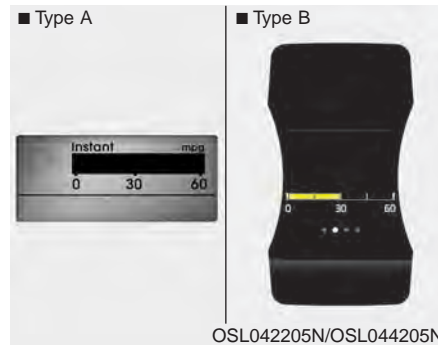 ■ Type A
■ Type B
Instant mpg
0 30 60
0 30 60
OSL042205N/OSL044205N